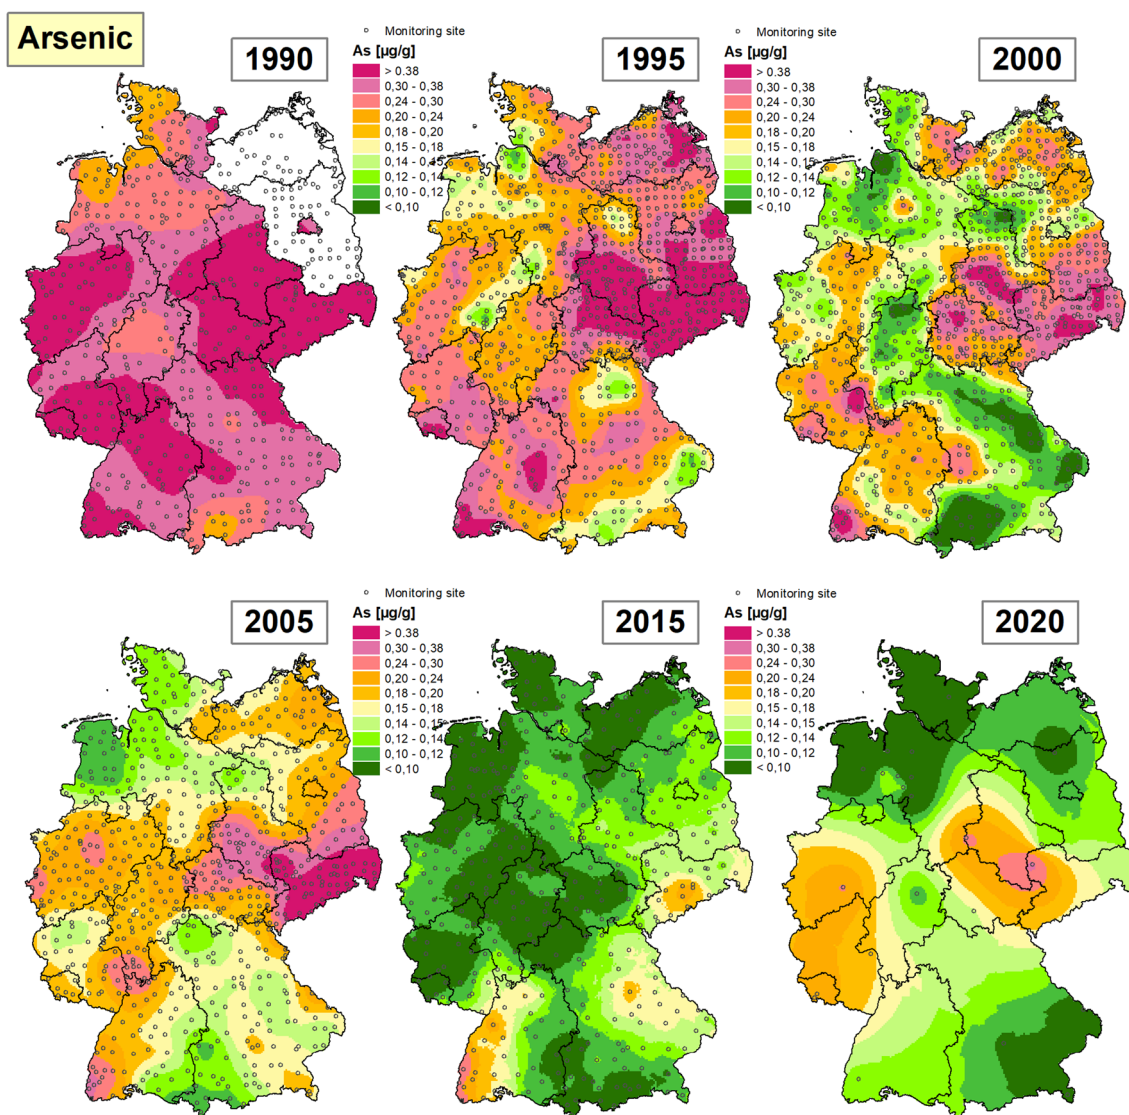 Arsenic
1990
Monitoring site
As [µg/g]
> 0.38
0,30 - 0,38
0,24 - 0,30
0,20 - 0,24
0,18 - 0,20
0,15 - 0,18
0,14 - 0,15
0,12 - 0,14
0,10 - 0,12
< 0,10
1995
Monitoring site
As [µg/g]
> 0.38
0,30 - 0,38
0,24 - 0,30
0,20 - 0,24
0,18 - 0,20
0,15 - 0,18
0,14 - 0,15
0,12 - 0,14
0,10 - 0,12
< 0,10
2000
2005
Monitoring site
As [µg/g]
> 0.38
0,30 - 0,38
0,24 - 0,30
0,20 - 0,24
0,18 - 0,20
0,15 - 0,18
0,14 - 0,15
0,12 - 0,14
0,10 - 0,12
< 0,10
2015
Monitoring site
As [µg/g]
> 0.38
0,30 - 0,38
0,24 - 0,30
0,20 - 0,24
0,18 - 0,20
0,15 - 0,18
0,14 - 0,15
0,12 - 0,14
0,10 - 0,12
< 0,10
2020